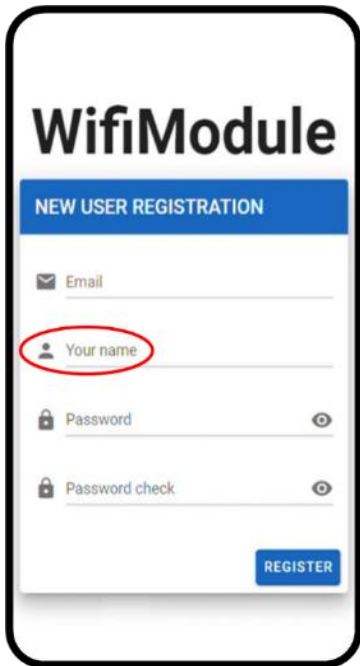 WifiModule
NEW USER REGISTRATION
Email
Your name
Password
Password check
REGISTER